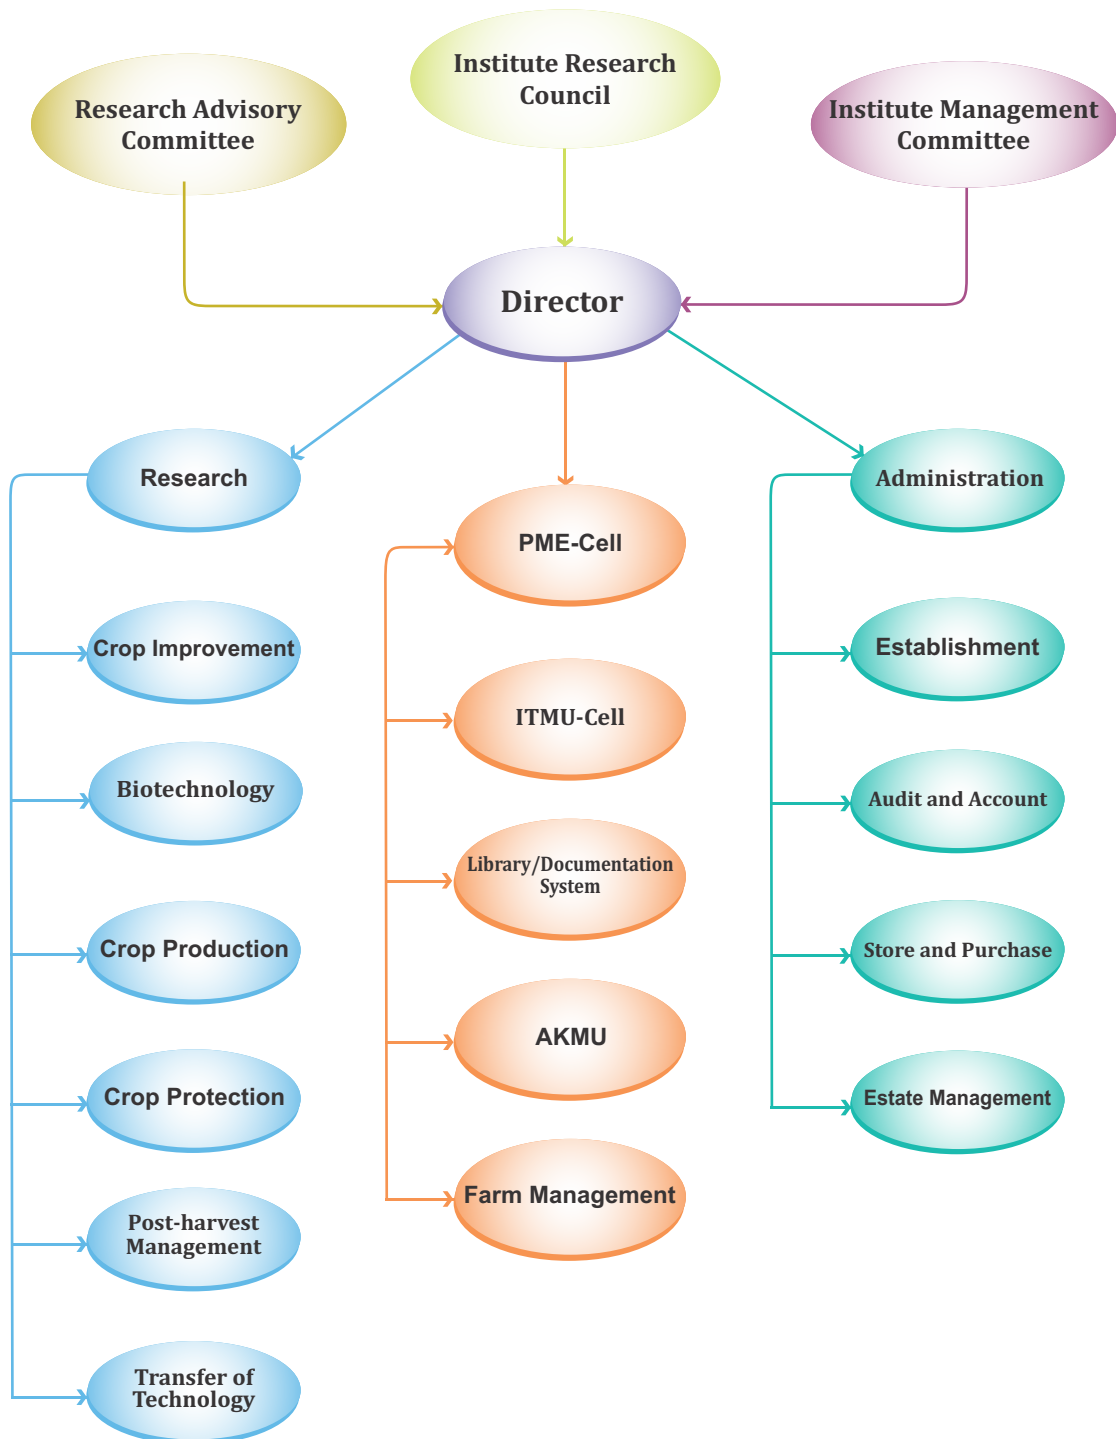 Research Advisory
Committee
Institute Research
Council
Institute Management
Committee
Director
Research
Crop Improvement
Biotechnology
Crop Production
Crop Protection
Post-harvest
Management
Transfer of
Technology
PME-Cell
ITMU-Cell
Library/Documentation
System
AKMU
Farm Management
Administration
Establishment
Audit and Account
Store and Purchase
Estate Management